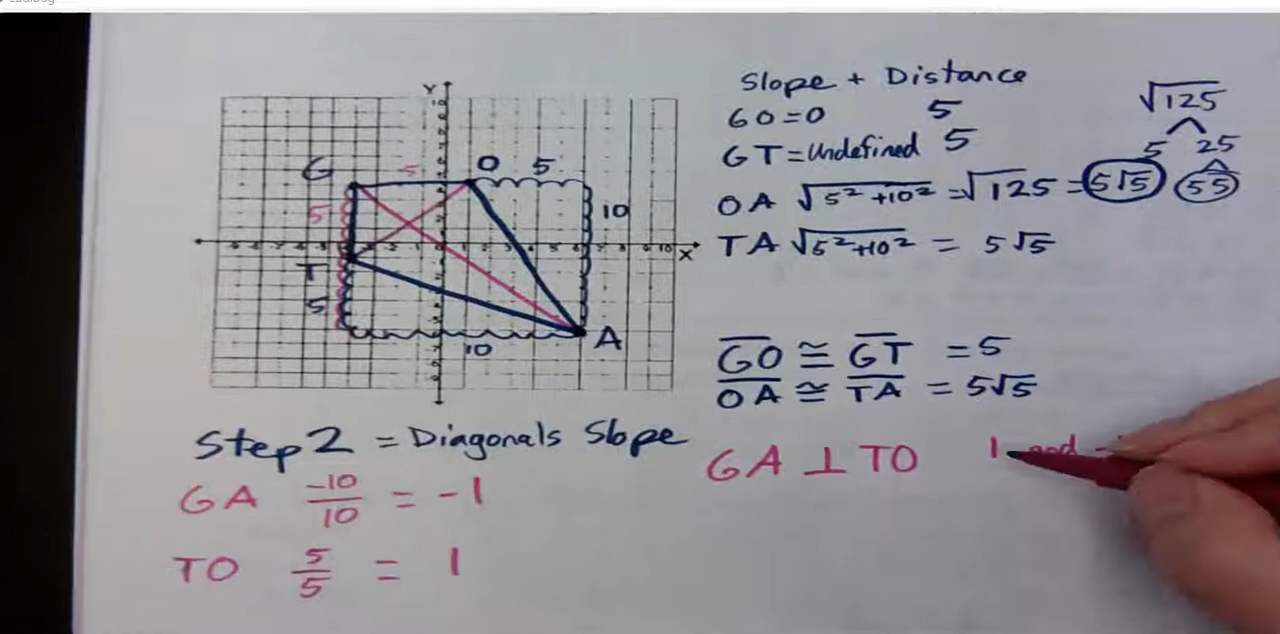 Y
G
O
5
5
5
10
X
T
5
10
A
Slope + Distance
GO=0 5
GT=Undefined 5
OA √5²+10² =√125 =5√5
TA √5²+10² = 5√5
√125
5 25
5 5
GO ≅ GT = 5
OA ≅ TA = 5√5
Step 2 = Diagonals Slope
GA -10/10 = -1
TO 5/5 = 1
GA ⊥ TO 1 and